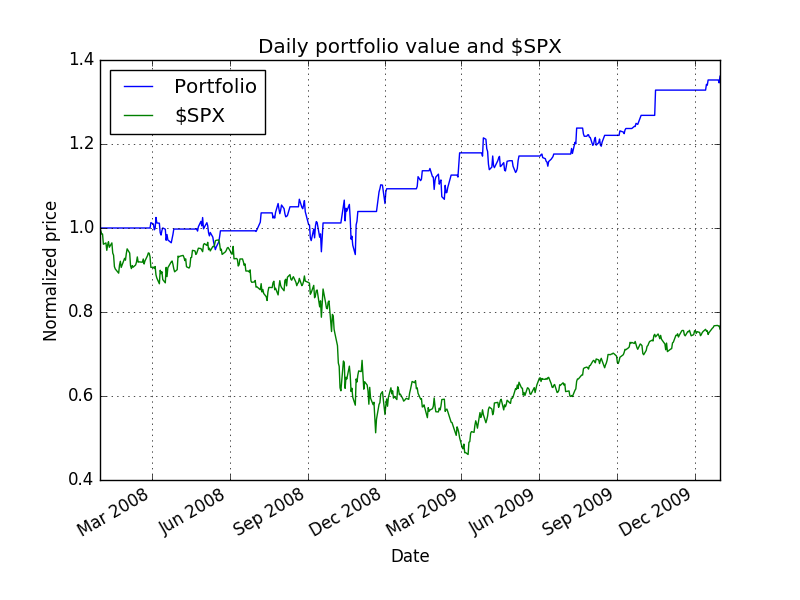 Daily portfolio value and $SPX
Portfolio
$SPX
1.4
1.2
1.0
0.8
0.6
0.4
Normalized price
Mar 2008
Jun 2008
Sep 2008
Dec 2008
Mar 2009
Jun 2009
Sep 2009
Dec 2009
Date